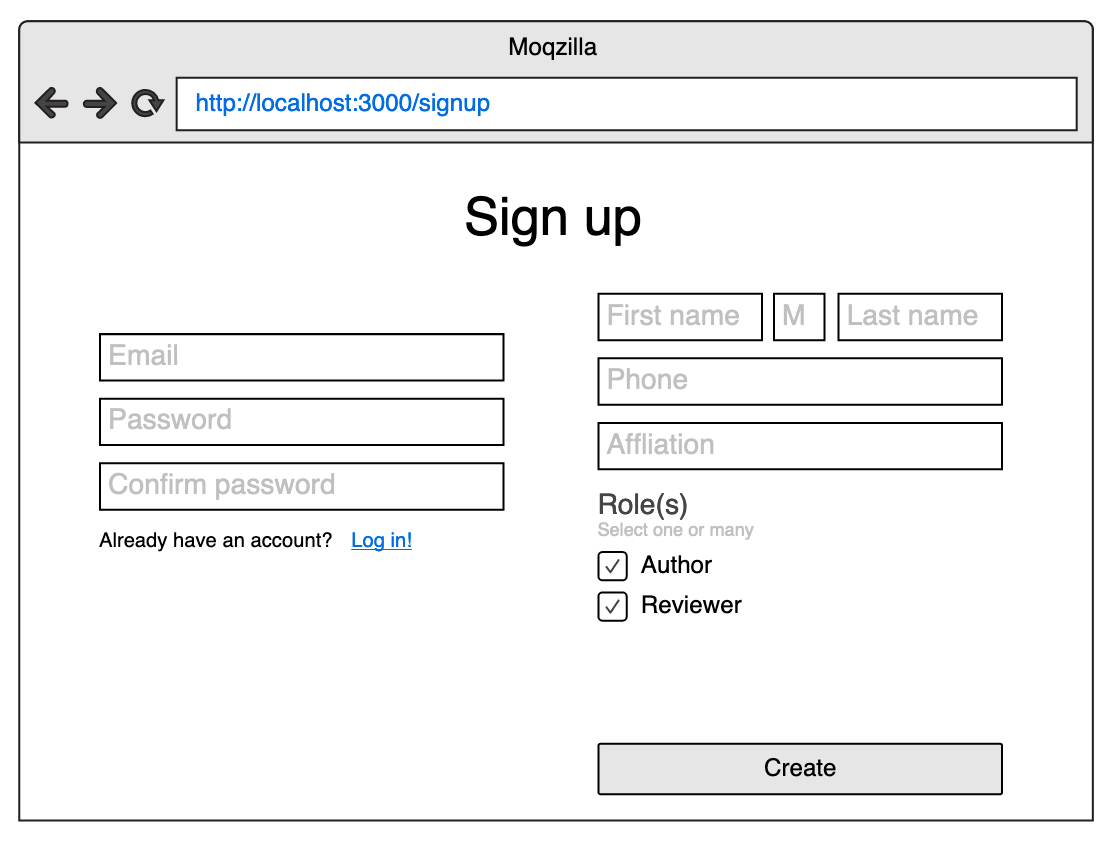 Moqzilla
http://localhost:3000/signup
Sign up
Email
Password
Confirm password
Already have an account? Log in!
First name M Last name
Phone
Affliation
Role(s)
Select one or many
Author
Reviewer
Create